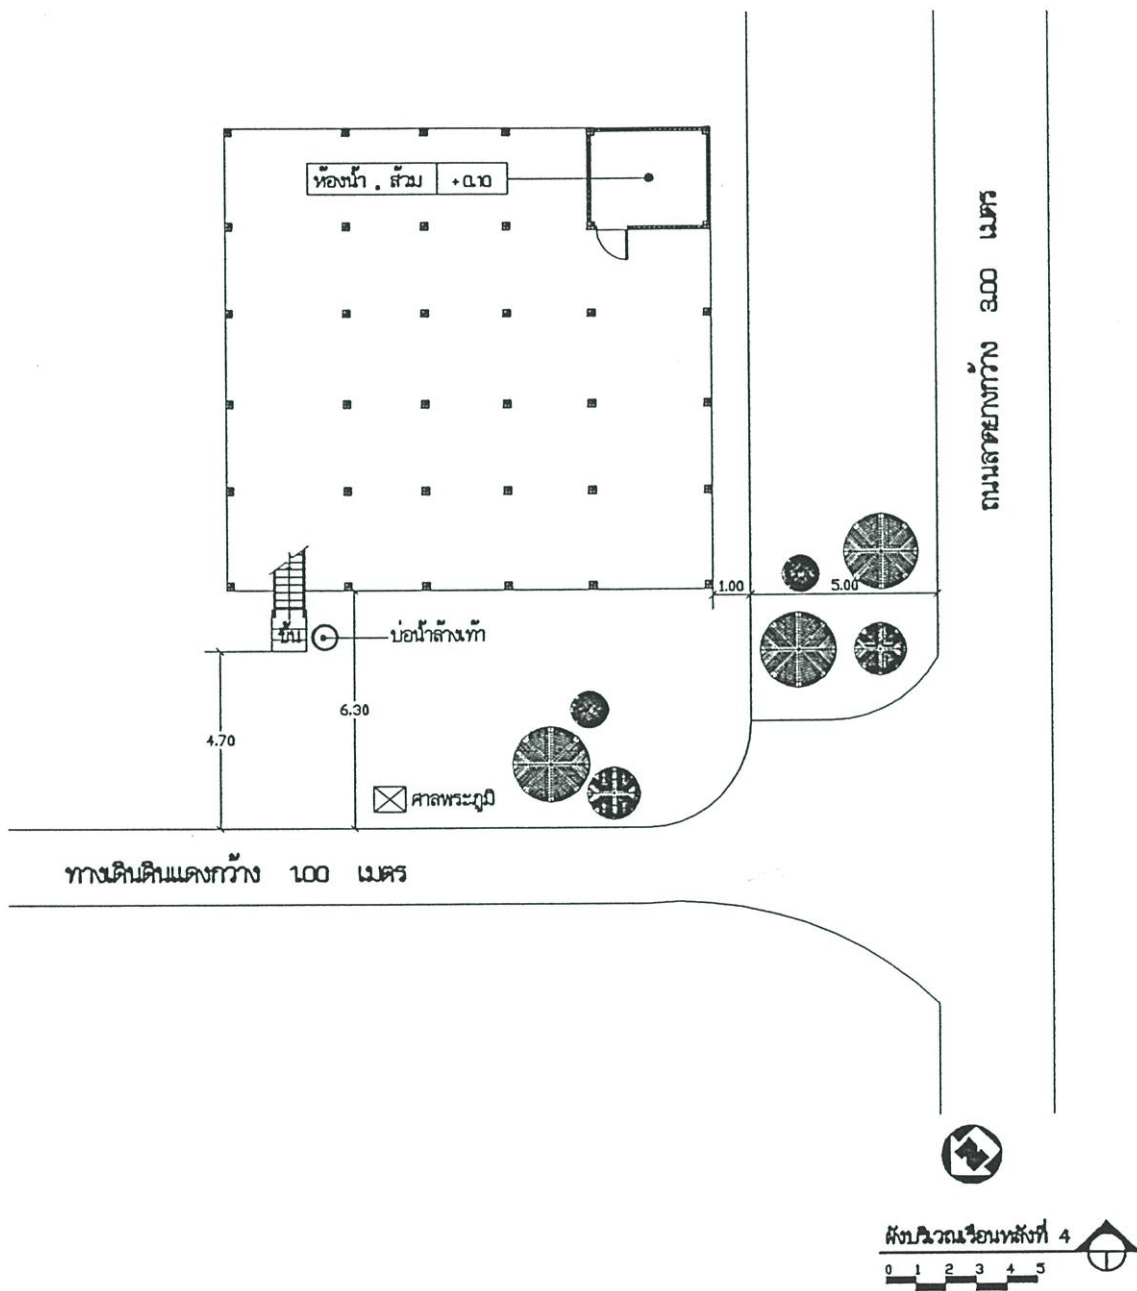 ห้องน้ำ . ส้วม +0.10
ถนนลาดยางกว้าง 3.00 เมตร
1.00
5.00
ขึ้น
บ่อน้ำล้างเท้า
6.30
4.70
ศาลพระภูมิ
ทางเดินดินแดงกว้าง 1.00 เมตร
ผังบริเวณเรือนหลังที่ 4
0 1 2 3 4 5